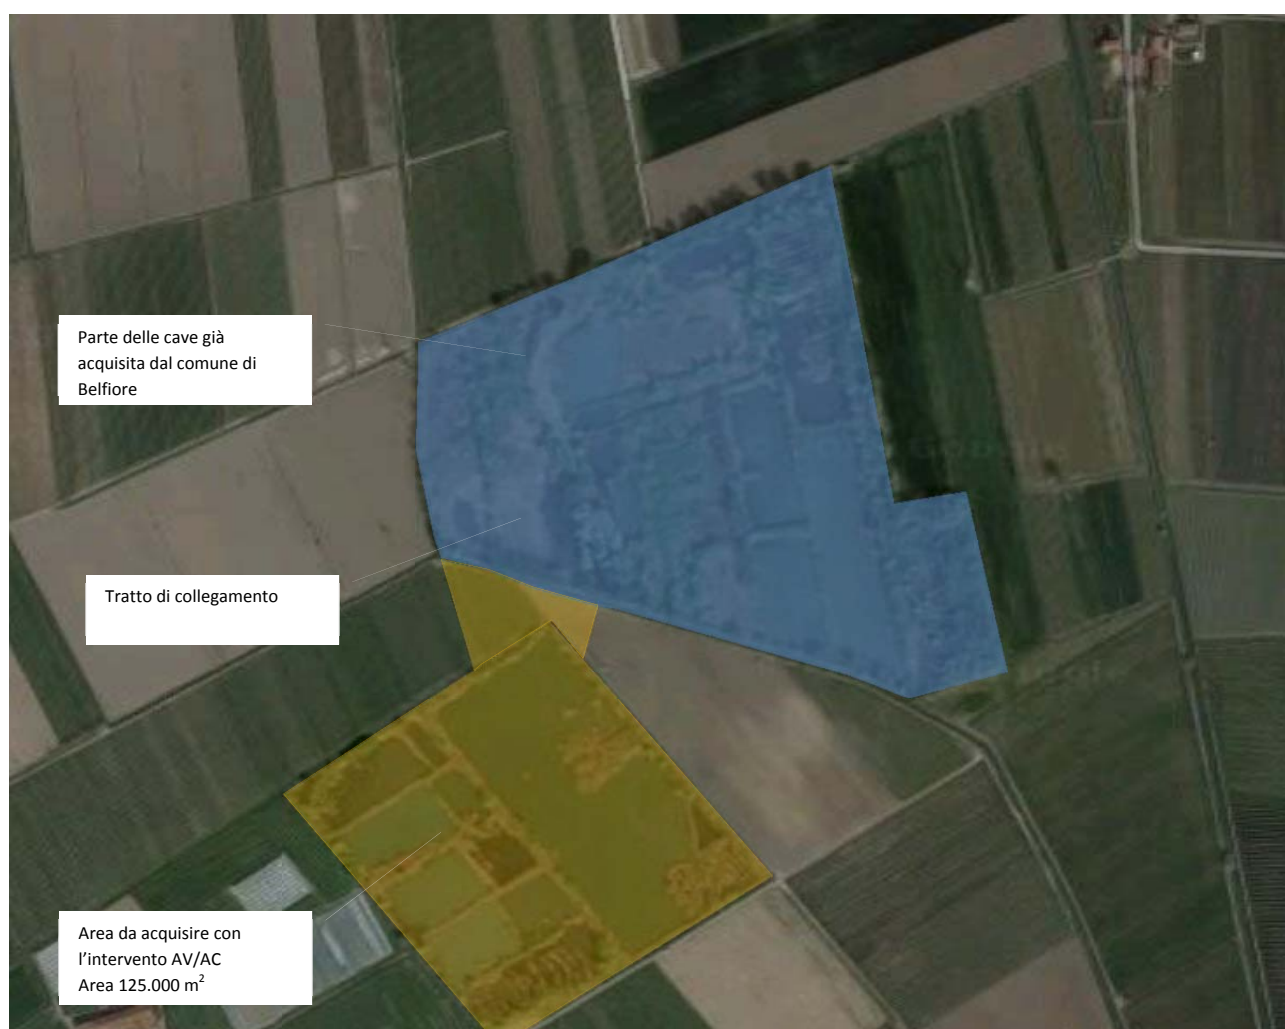 Parte delle cave già
acquisita dal comune di
Belfiore
Tratto di collegamento
Area da acquisire con
l'intervento AV/AC
Area 125.000 m²